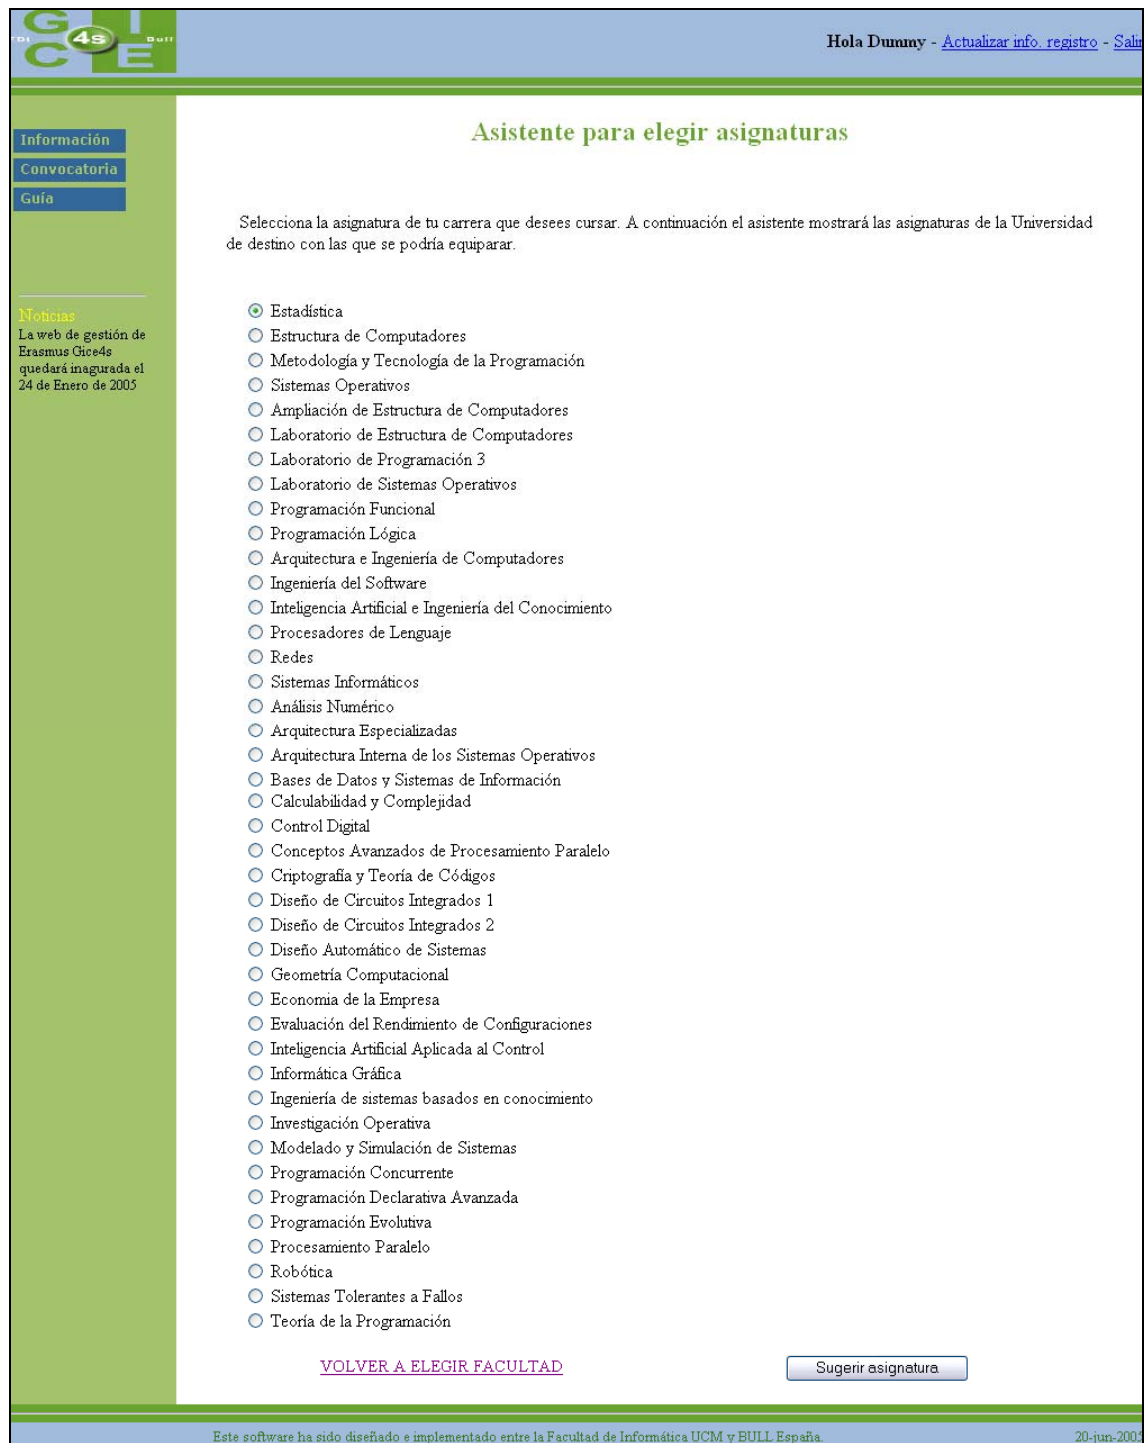 GICE 4s
TDi
Bull
Hola Dummy - Actualizar info. registro - Salir
Información
Convocatoria
Guía
Noticias
La web de gestión de
Erasmus Gice4s
quedará inagurada el
24 de Enero de 2005
Asistente para elegir asignaturas
Selecciona la asignatura de tu carrera que desees cursar. A continuación el asistente mostrará las asignaturas de la Universidad
de destino con las que se podría equiparar.
Estadística
Estructura de Computadores
Metodología y Tecnología de la Programación
Sistemas Operativos
Ampliación de Estructura de Computadores
Laboratorio de Estructura de Computadores
Laboratorio de Programación 3
Laboratorio de Sistemas Operativos
Programación Funcional
Programación Lógica
Arquitectura e Ingeniería de Computadores
Ingeniería del Software
Inteligencia Artificial e Ingeniería del Conocimiento
Procesadores de Lenguaje
Redes
Sistemas Informáticos
Análisis Numérico
Arquitectura Especializadas
Arquitectura Interna de los Sistemas Operativos
Bases de Datos y Sistemas de Información
Calculabilidad y Complejidad
Control Digital
Conceptos Avanzados de Procesamiento Paralelo
Criptografía y Teoría de Códigos
Diseño de Circuitos Integrados 1
Diseño de Circuitos Integrados 2
Diseño Automático de Sistemas
Geometría Computacional
Economia de la Empresa
Evaluación del Rendimiento de Configuraciones
Inteligencia Artificial Aplicada al Control
Informática Gráfica
Ingeniería de sistemas basados en conocimiento
Investigación Operativa
Modelado y Simulación de Sistemas
Programación Concurrente
Programación Declarativa Avanzada
Programación Evolutiva
Procesamiento Paralelo
Robótica
Sistemas Tolerantes a Fallos
Teoría de la Programación
VOLVER A ELEGIR FACULTAD
Sugerir asignatura
Este software ha sido diseñado e implementado entre la Facultad de Informática UCM y BULL España.
20-jun-2005